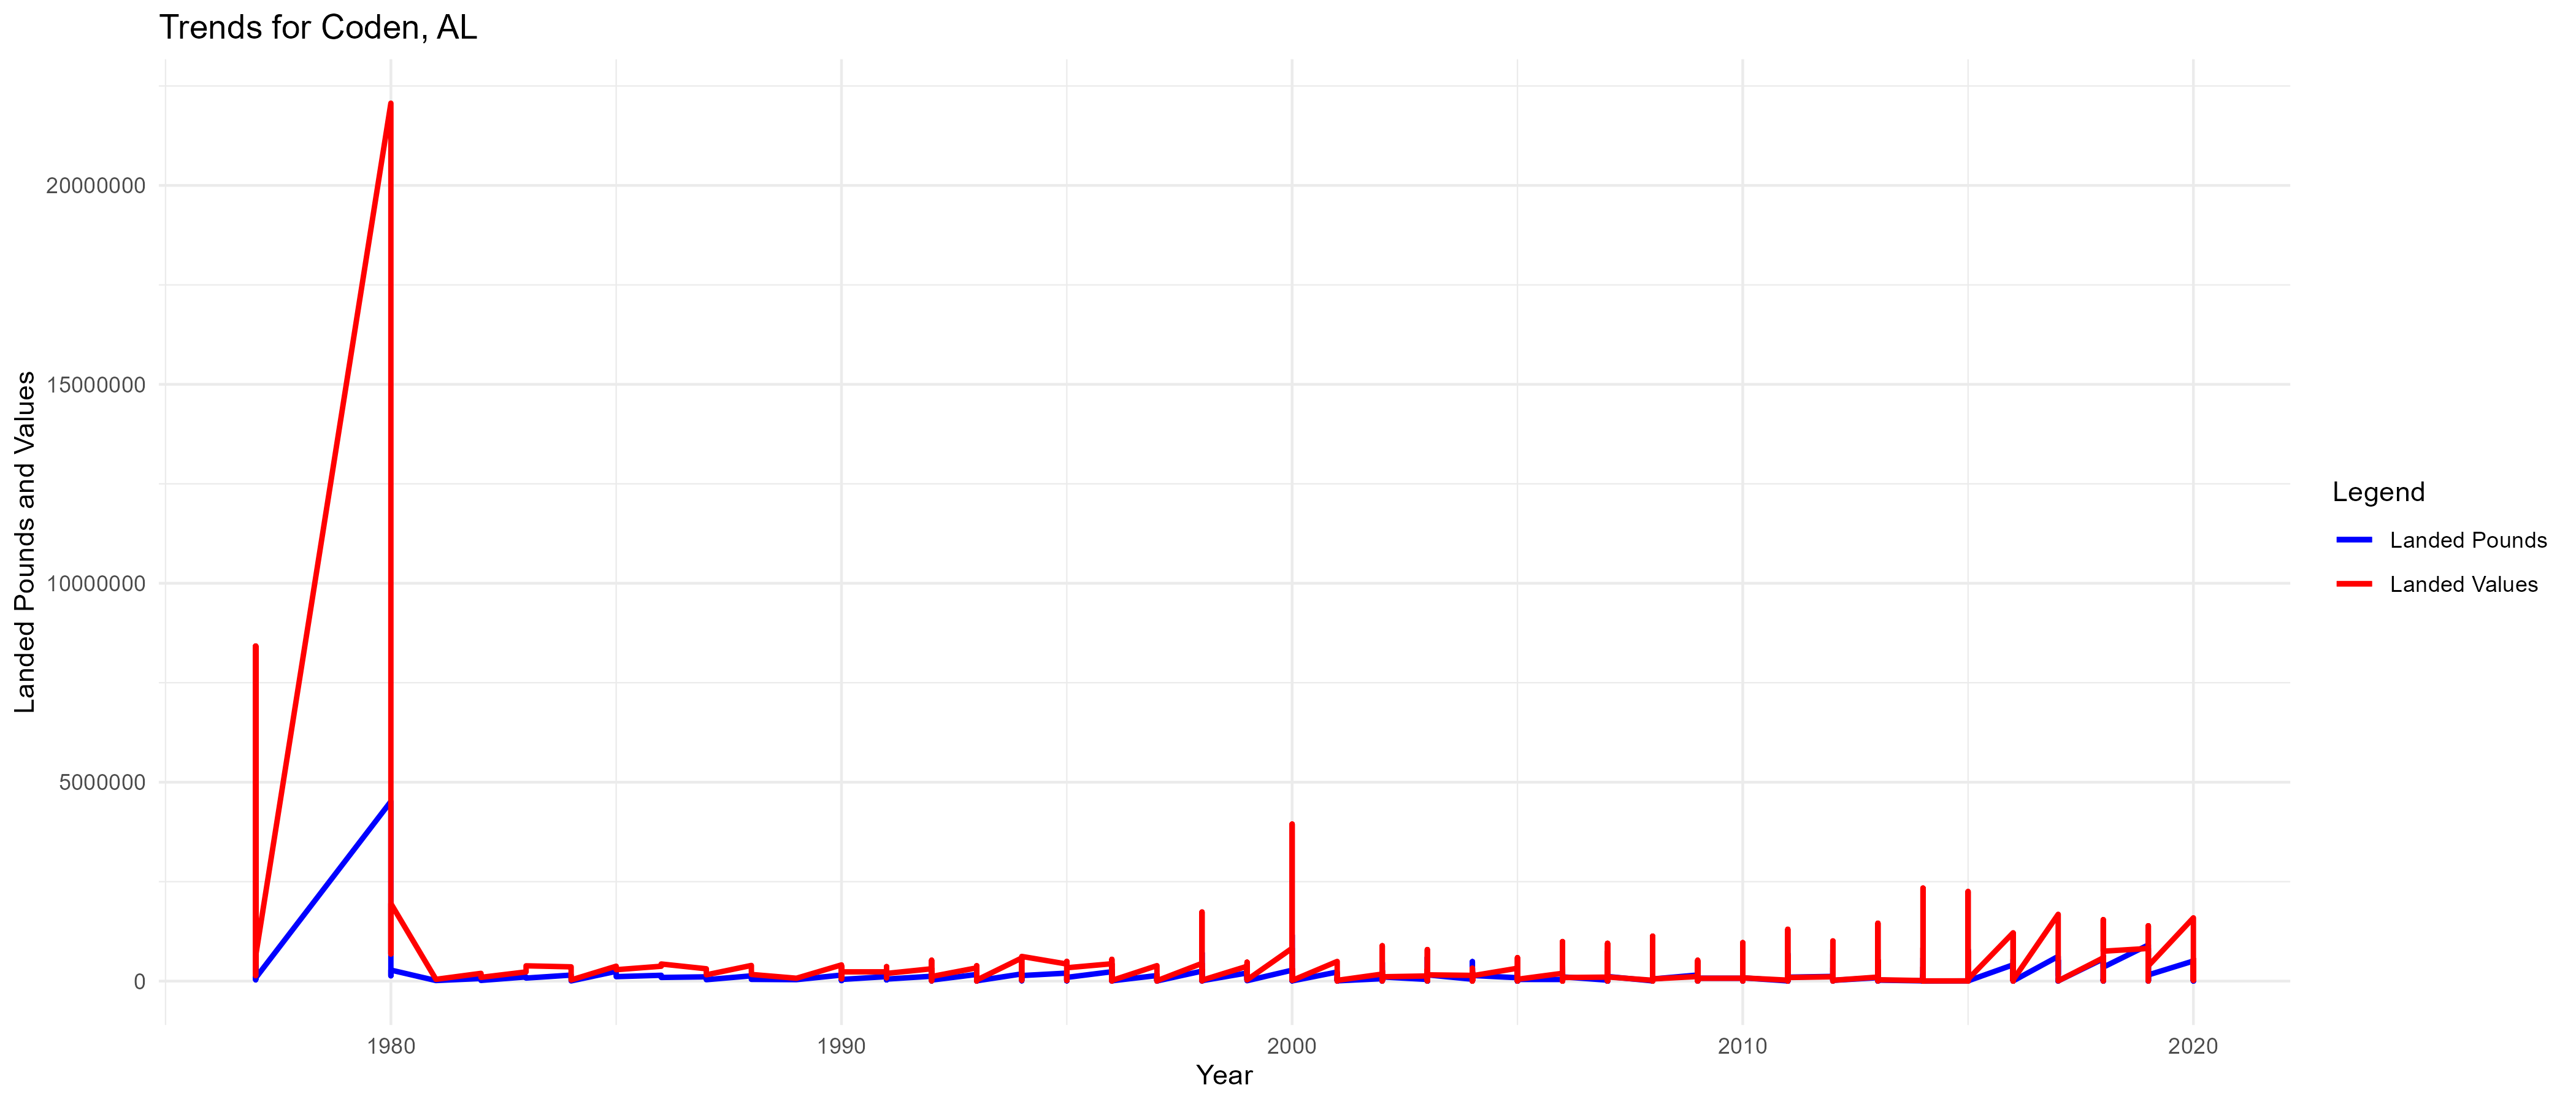 Trends for Coden, AL
Landed Pounds and Values
20000000
15000000
10000000
5000000
0
1980
1990
2000
2010
2020
Year
Legend
Landed Pounds
Landed Values